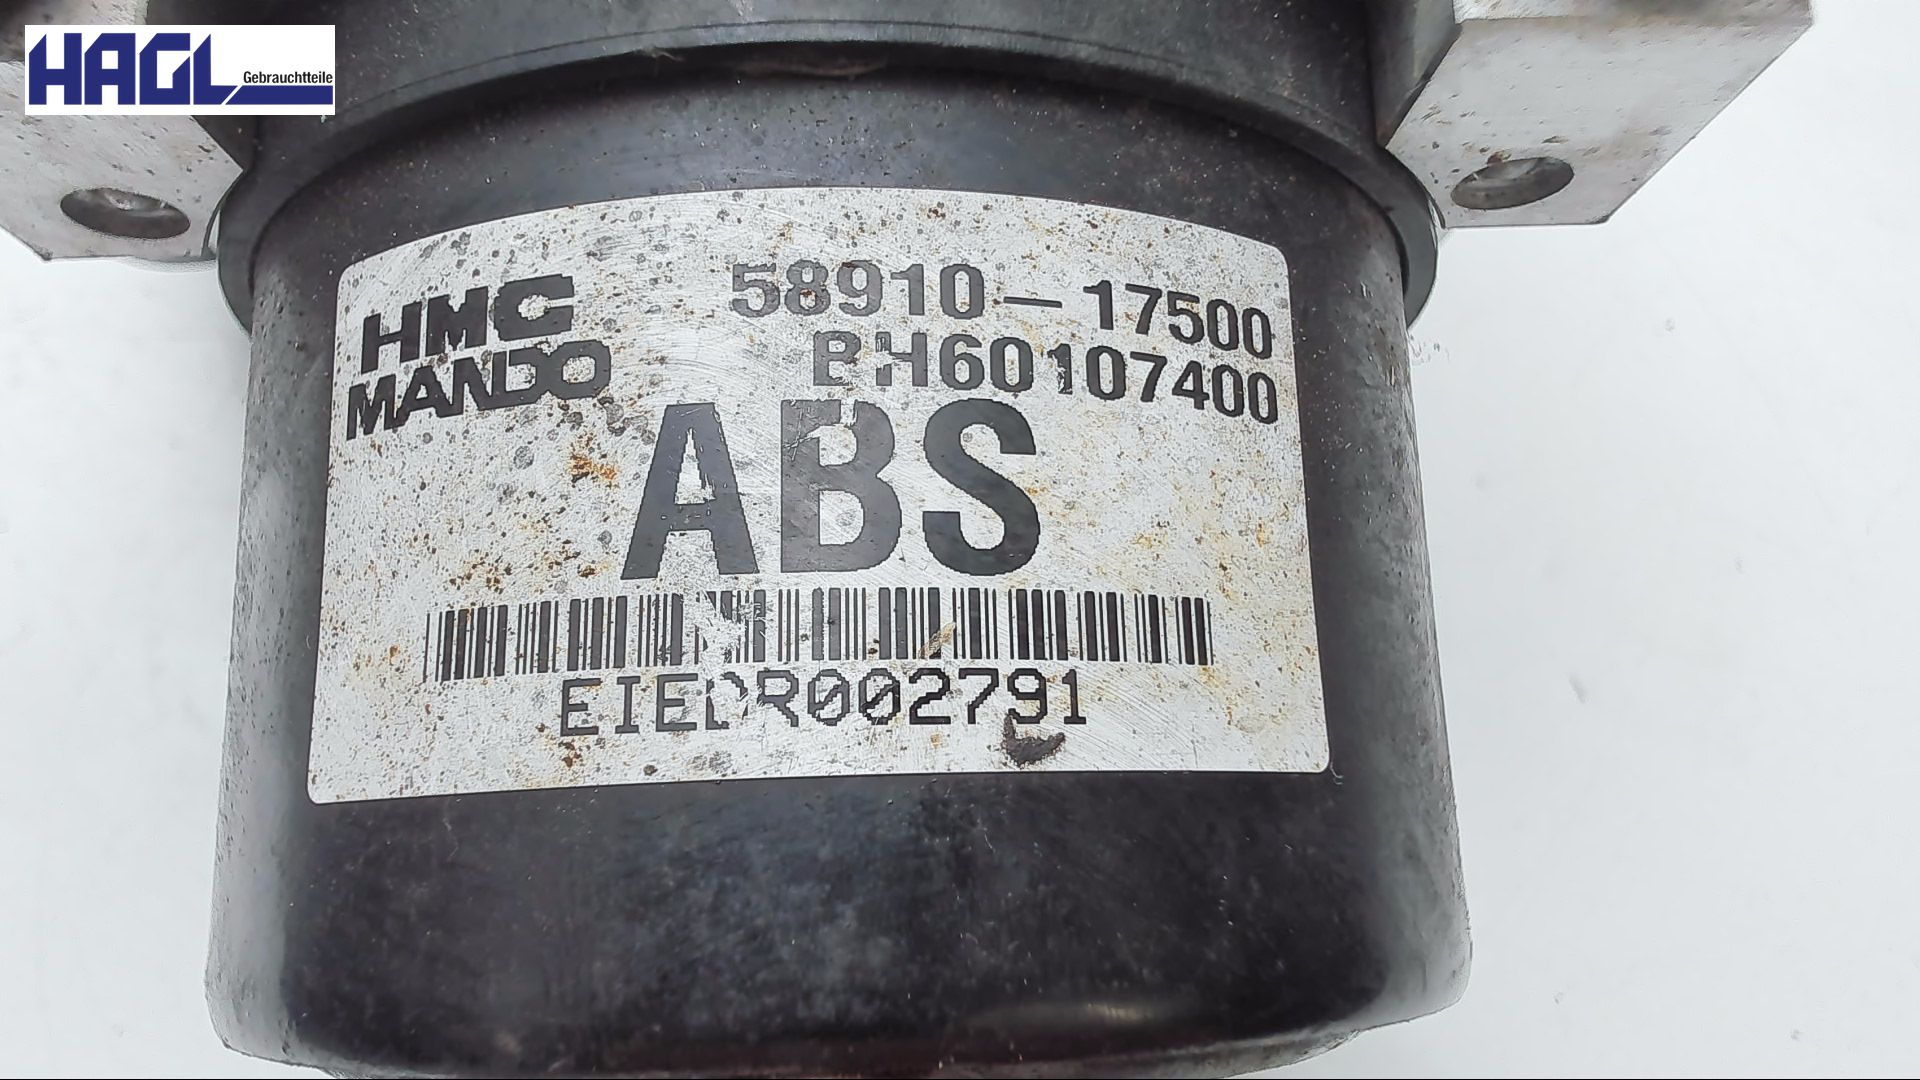 HAGL
Gebrauchtteile
HMC
MANDO
58910-17500
BH60107400
ABS
EIEDR002791